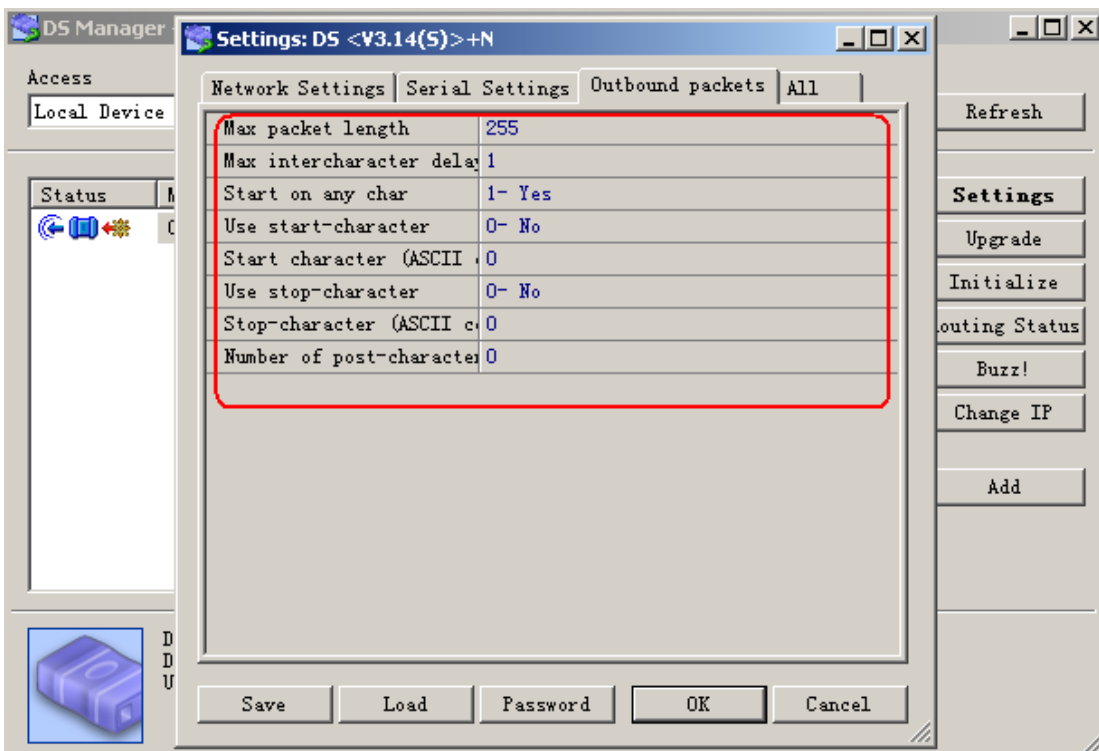 DS Manager
Settings: DS <V3.14(S)>+N
Access
Local Device
Refresh
Network Settings
Serial Settings
Outbound packets
All
Max packet length 255
Max intercharacter delay 1
Start on any char 1- Yes
Use start-character 0- No
Start character (ASCII 0
Use stop-character 0- No
Stop-character (ASCII c 0
Number of post-character 0
Status
Settings
Upgrade
Initialize
outing Status
Buzz!
Change IP
Add
D
D
U
Save
Load
Password
OK
Cancel